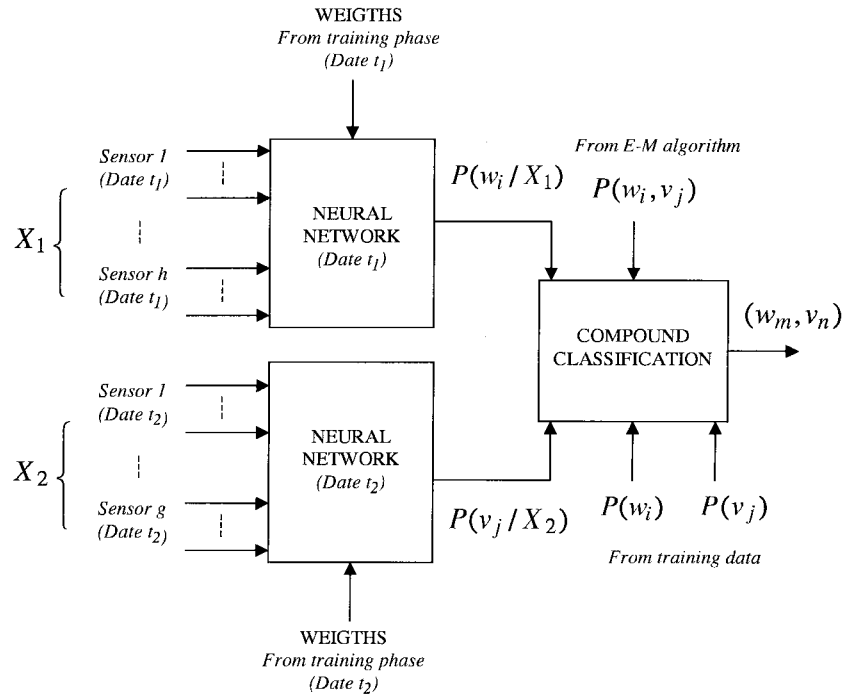 WEIGTHS
From training phase
(Date t1)
Sensor 1
(Date t1)
X1
Sensor h
(Date t1)
NEURAL
NETWORK
(Date t1)
P(wi / X1)
From E-M algorithm
P(wi, vj)
COMPOUND
CLASSIFICATION
(wm, vn)
Sensor 1
(Date t2)
X2
Sensor g
(Date t2)
NEURAL
NETWORK
(Date t2)
P(vj / X2)
P(wi)
P(vj)
From training data
WEIGTHS
From training phase
(Date t2)